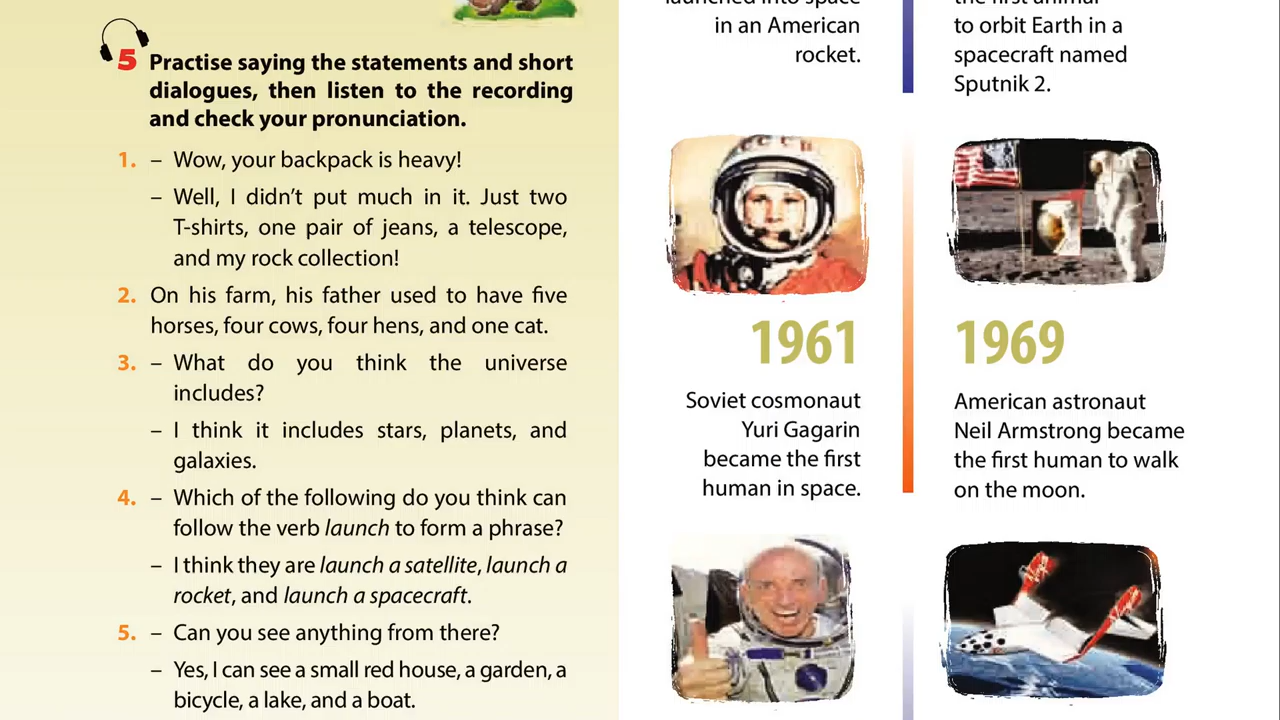 5 Practise saying the statements and short
dialogues, then listen to the recording
and check your pronunciation.
1. – Wow, your backpack is heavy!
– Well, I didn’t put much in it. Just two
T-shirts, one pair of jeans, a telescope,
and my rock collection!
2. On his farm, his father used to have five
horses, four cows, four hens, and one cat.
3. – What do you think the universe
includes?
– I think it includes stars, planets, and
galaxies.
4. – Which of the following do you think can
follow the verb launch to form a phrase?
– I think they are launch a satellite, launch a
rocket, and launch a spacecraft.
5. – Can you see anything from there?
– Yes, I can see a small red house, a garden, a
bicycle, a lake, and a boat.
launched into space
in an American
rocket.
the first animal
to orbit Earth in a
spacecraft named
Sputnik 2.
1961
Soviet cosmonaut
Yuri Gagarin
became the first
human in space.
1969
American astronaut
Neil Armstrong became
the first human to walk
on the moon.